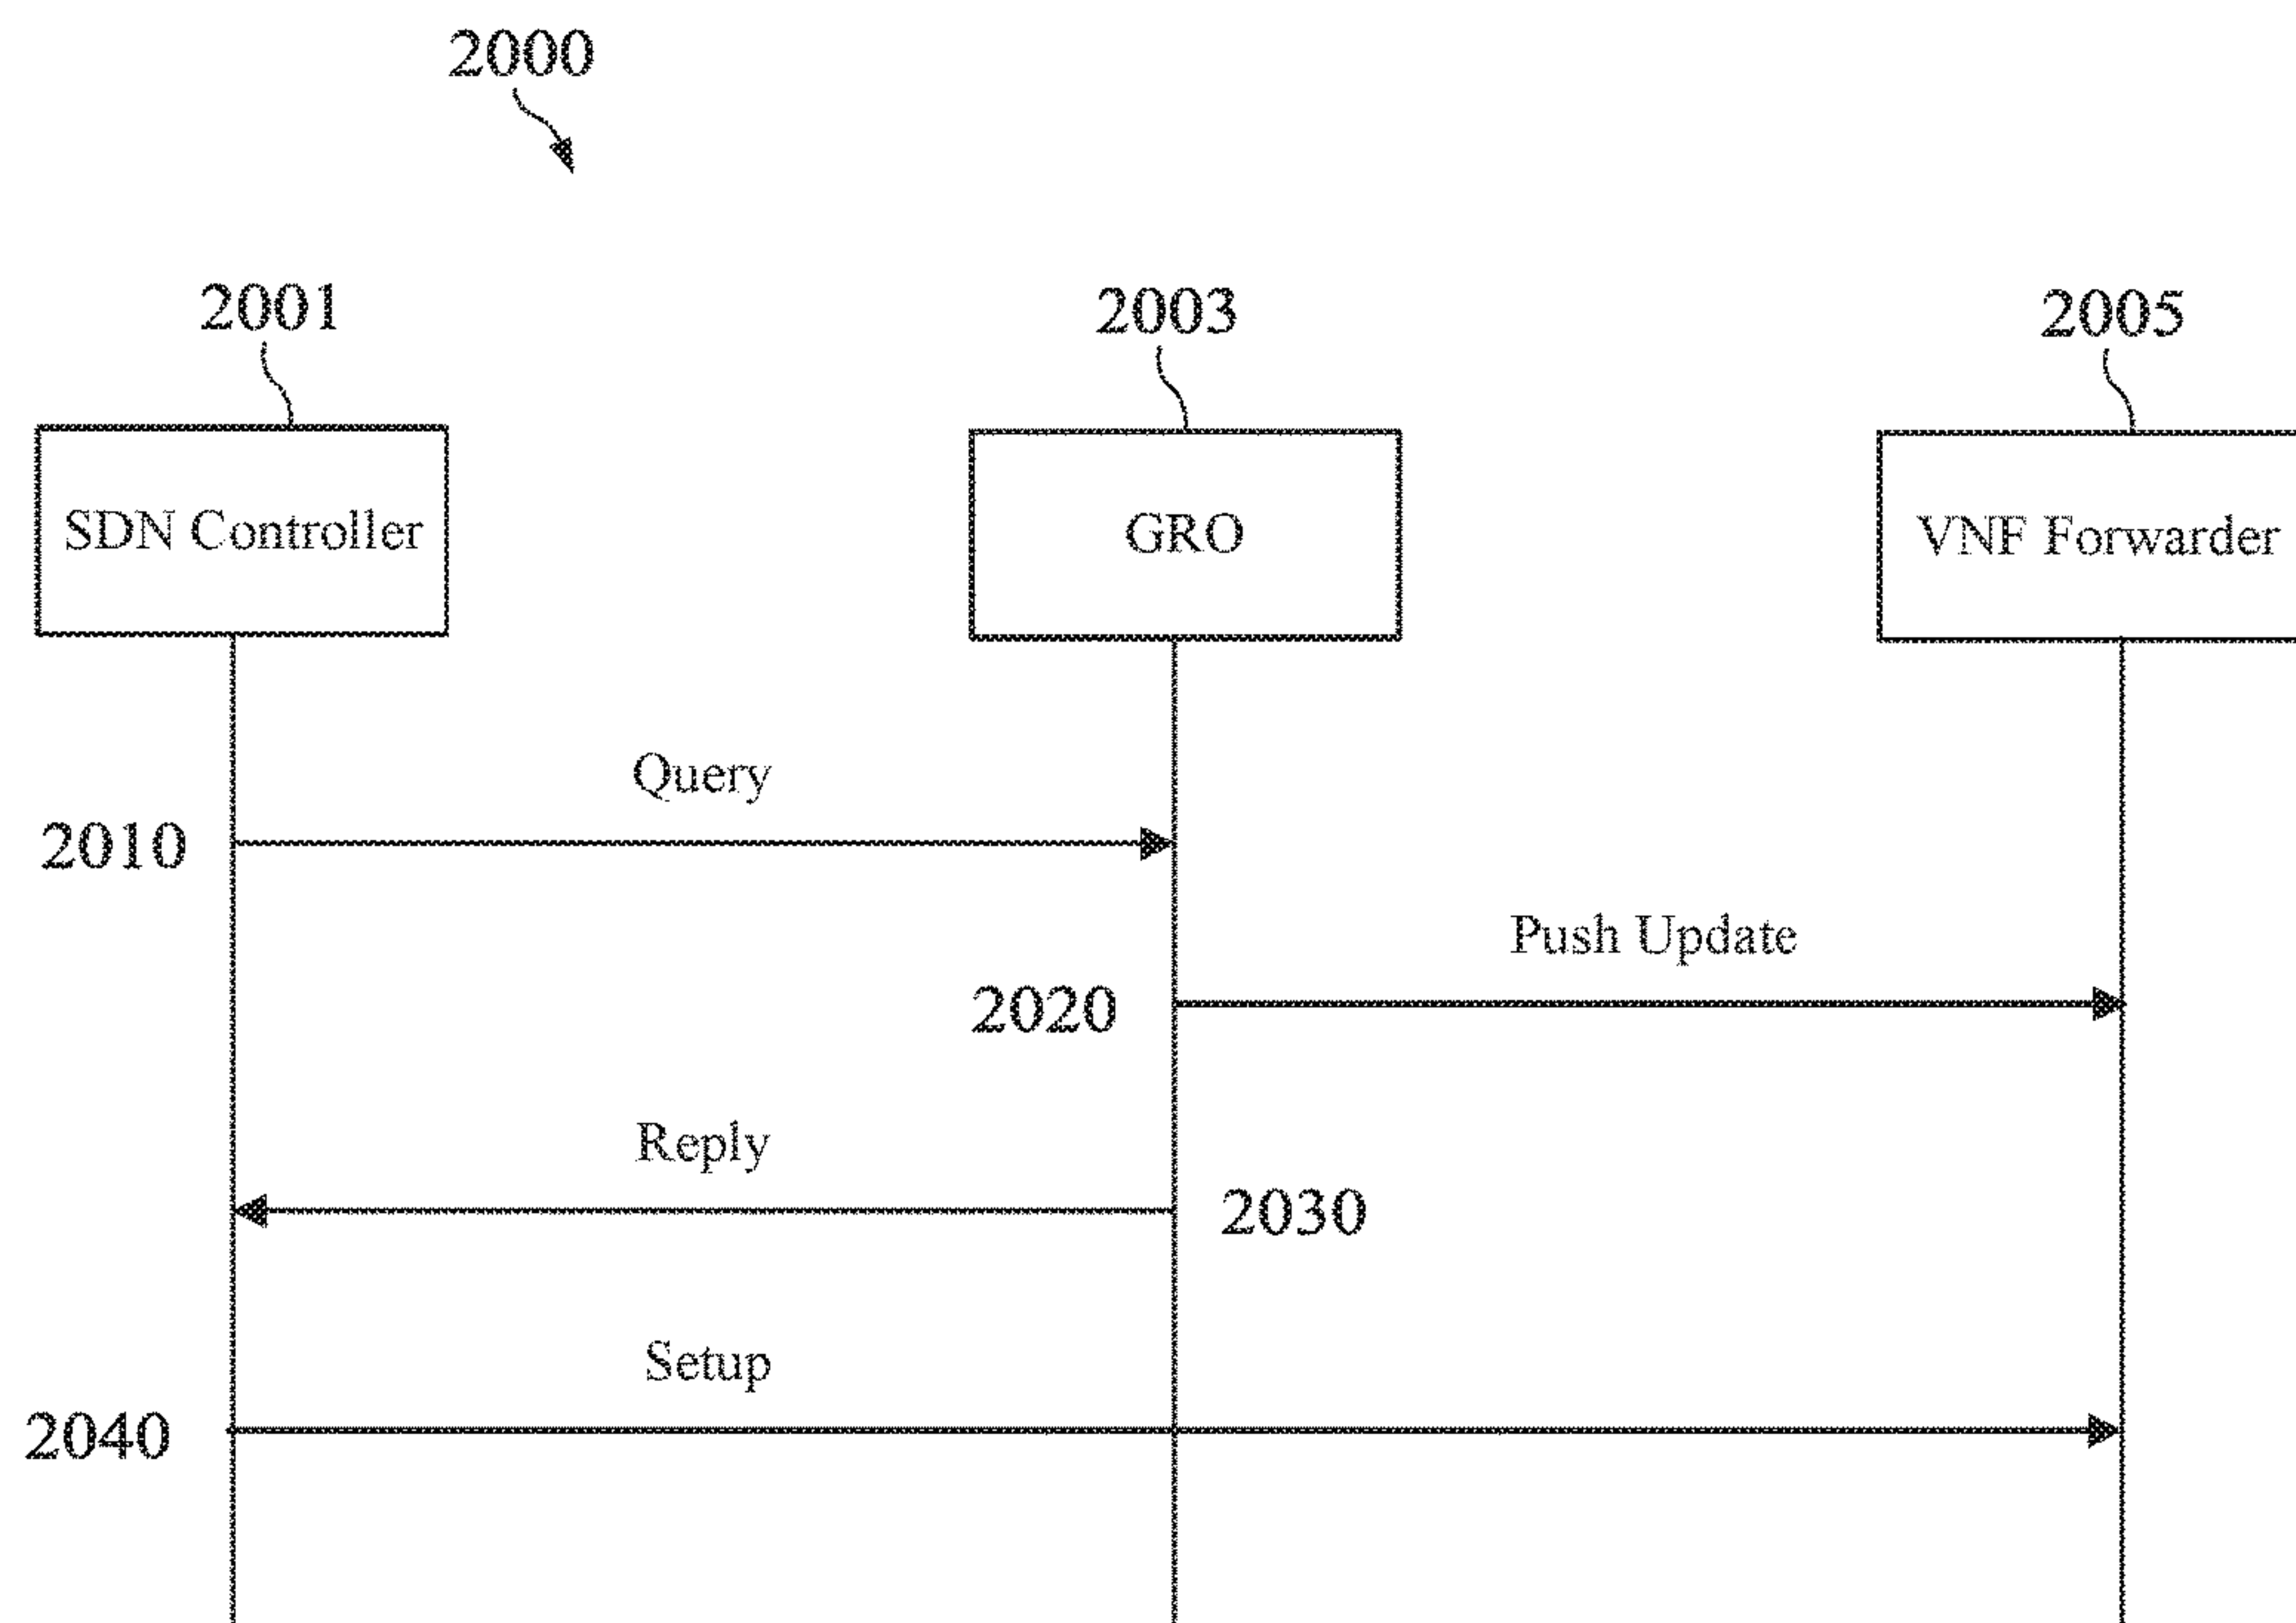 2000
2001
2003
2005
SDN Controller
GRO
VNF Forwarder
Query
2010
Push Update
2020
Reply
2030
Setup
2040